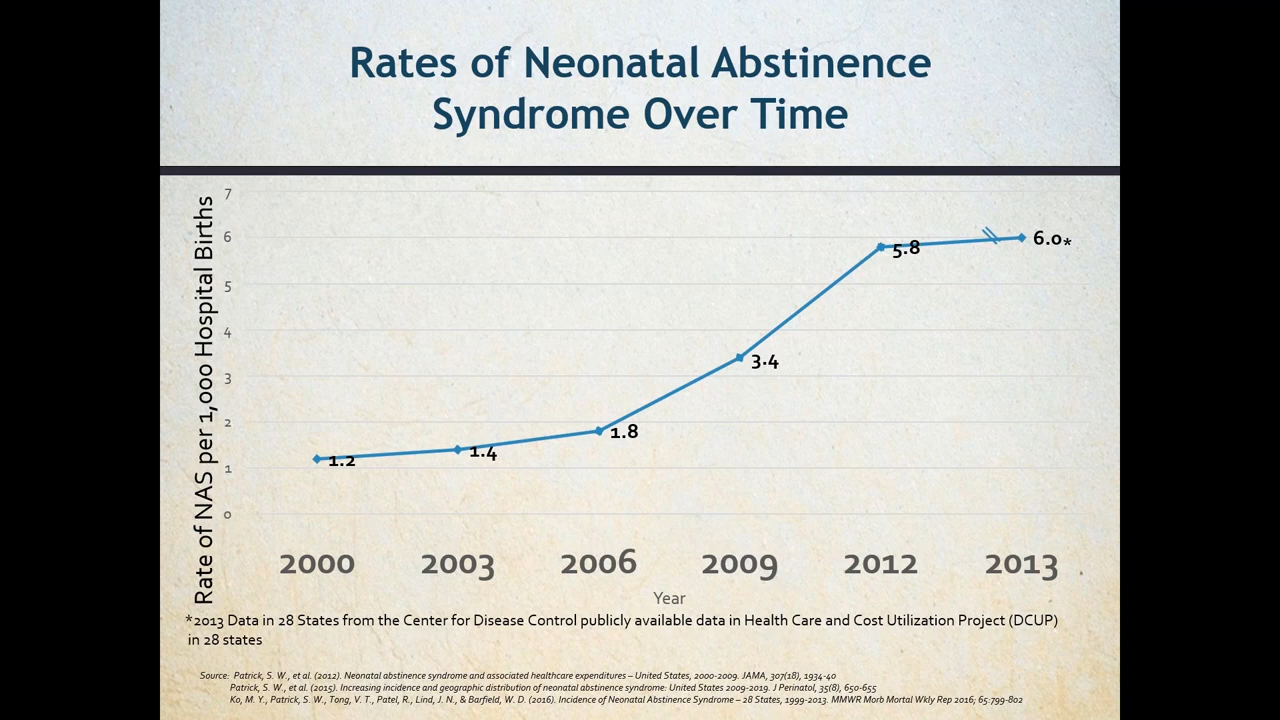 Rates of Neonatal Abstinence
Syndrome Over Time
Rate of NAS per 1,000 Hospital Births
7
6
5
4
3
2
1
0
1.2
1.4
1.8
3.4
5.8
6.0*
2000 2003 2006 2009 2012 2013
Year
*2013 Data in 28 States from the Center for Disease Control publicly available data in Health Care and Cost Utilization Project (DCUP)
in 28 states
Source: Patrick, S. W., et al. (2012). Neonatal abstinence syndrome and associated healthcare expenditures – United States, 2000-2009. JAMA, 307(18), 1934-40
Patrick, S. W., et al. (2015). Increasing incidence and geographic distribution of neonatal abstinence syndrome: United States 2009-2019. J Perinatol, 35(8), 650-655
Ko, M. Y., Patrick, S. W., Tong, V. T., Patel, R., Lind, J. N., & Barfield, W. D. (2016). Incidence of Neonatal Abstinence Syndrome – 28 States, 1999-2013. MMWR Morb Mortal Wkly Rep 2016; 65:799-802